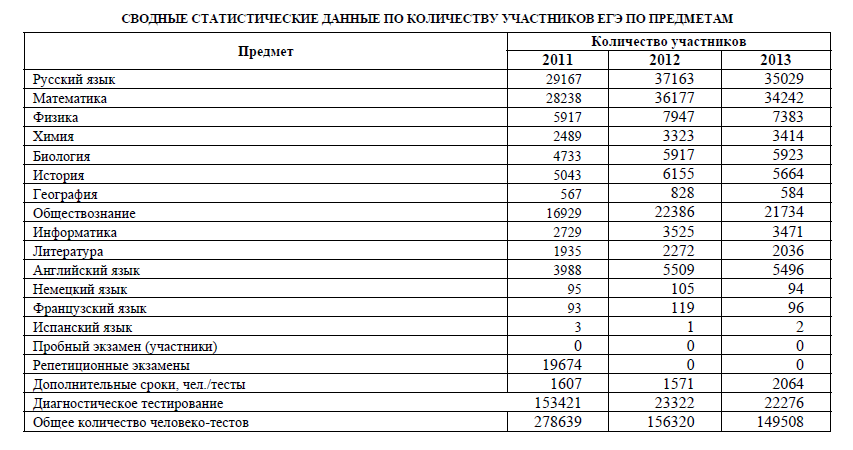 СВОДНЫЕ СТАТИСТИЧЕСКИЕ ДАННЫЕ ПО КОЛИЧЕСТВУ УЧАСТНИКОВ ЕГЭ ПО ПРЕДМЕТАМ
Предмет Количество участников
2011 2012 2013
Русский язык 29167 37163 35029
Математика 28238 36177 34242
Физика 5917 7947 7383
Химия 2489 3323 3414
Биология 4733 5917 5923
История 5043 6155 5664
География 567 828 584
Обществознание 16929 22386 21734
Информатика 2729 3525 3471
Литература 1935 2272 2036
Английский язык 3988 5509 5496
Немецкий язык 95 105 94
Французский язык 93 119 96
Испанский язык 3 1 2
Пробный экзамен (участники) 0 0 0
Репетиционные экзамены 19674 0 0
Дополнительные сроки, чел./тесты 1607 1571 2064
Диагностическое тестирование 153421 23322 22276
Общее количество человеко-тестов 278639 156320 149508